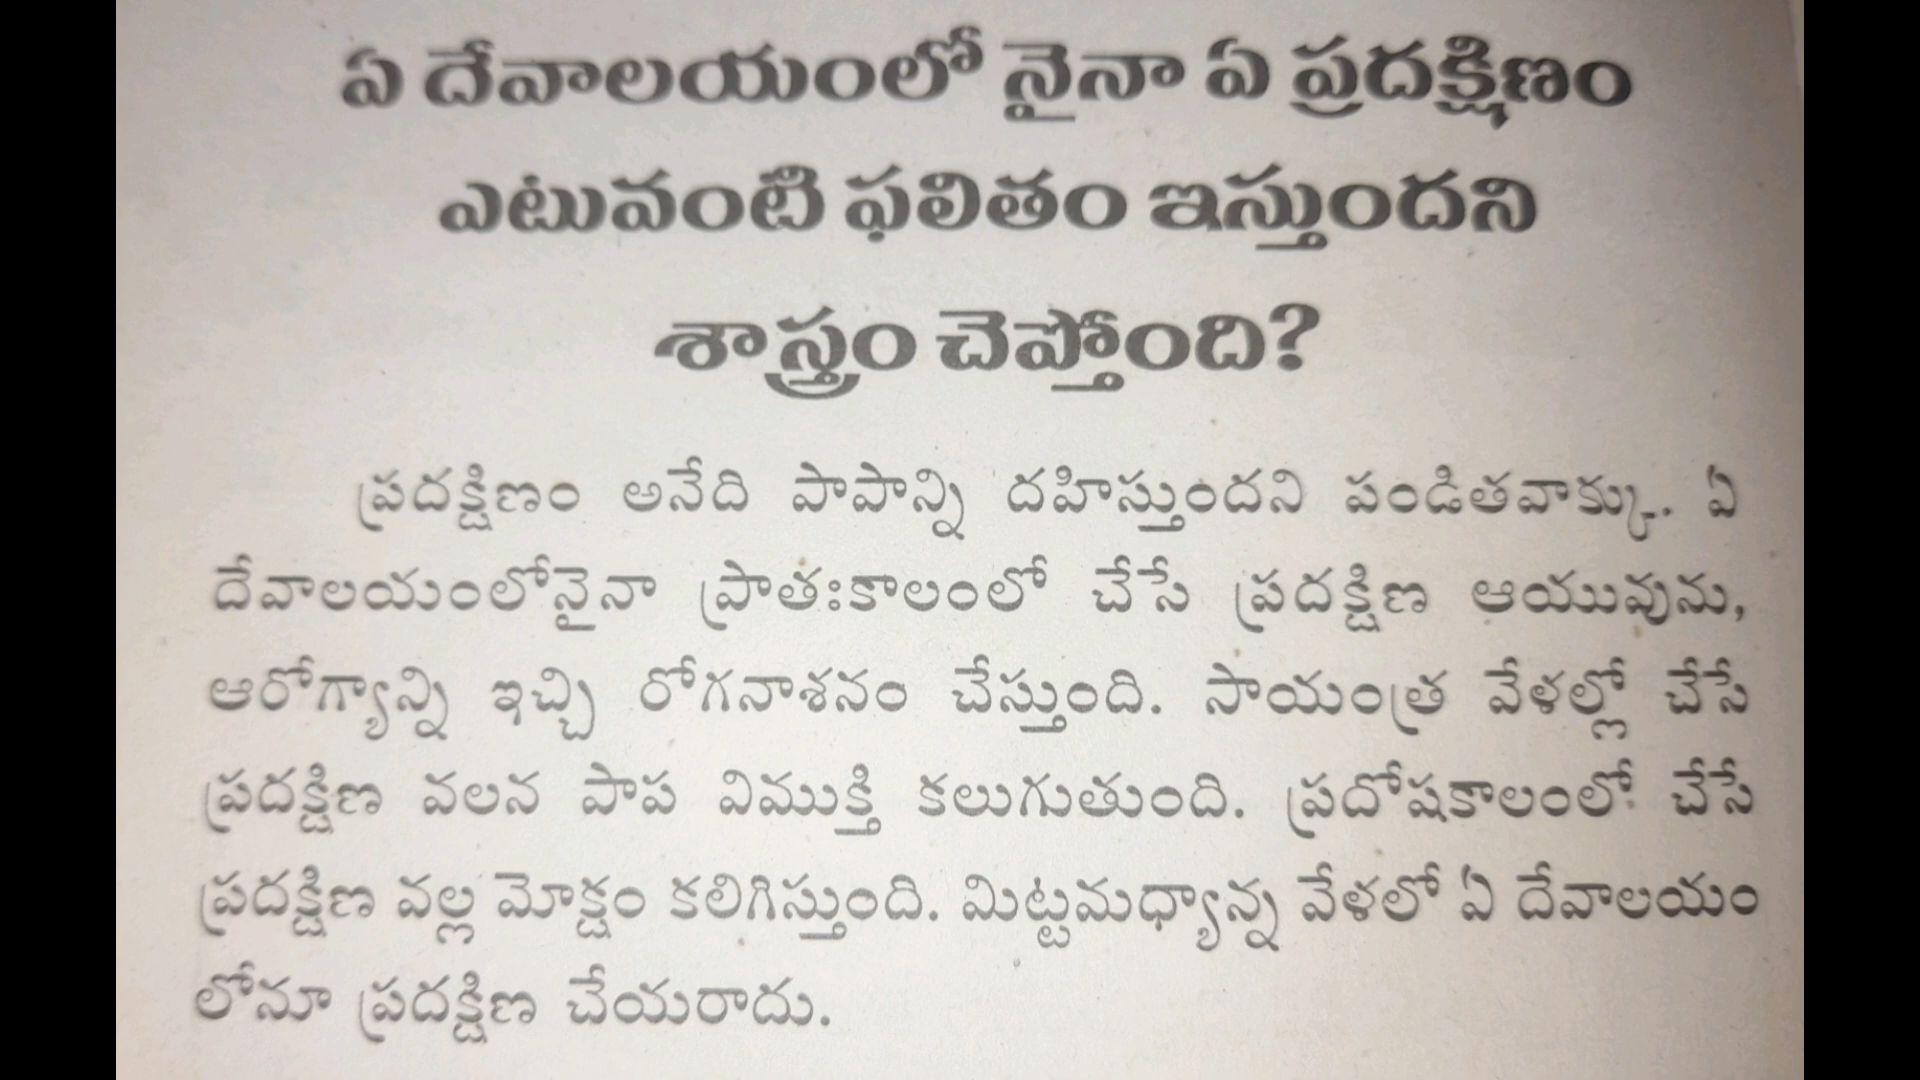 ఏ దేవాలయంలో నైనా ఏ ప్రదక్షిణం
ఎటువంటి ఫలితం ఇస్తుందని
శాస్త్రం చెప్తోంది?
ప్రదక్షిణం అనేది పాపాన్ని దహిస్తుందని పండితవాక్కు. ఏ
దేవాలయంలోనైనా ప్రాతఃకాలంలో చేసే ప్రదక్షిణ ఆయువును,
ఆరోగ్యాన్ని ఇచ్చి రోగనాశనం చేస్తుంది. సాయంత్ర వేళల్లో చేసే
ప్రదక్షిణ వలన పాప విముక్తి కలుగుతుంది. ప్రదోషకాలంలో చేసే
ప్రదక్షిణ వల్ల మోక్షం కలిగిస్తుంది. మిట్టమధ్యాన్న వేళలో ఏ దేవాలయం
లోనూ ప్రదక్షిణ చేయరాదు.